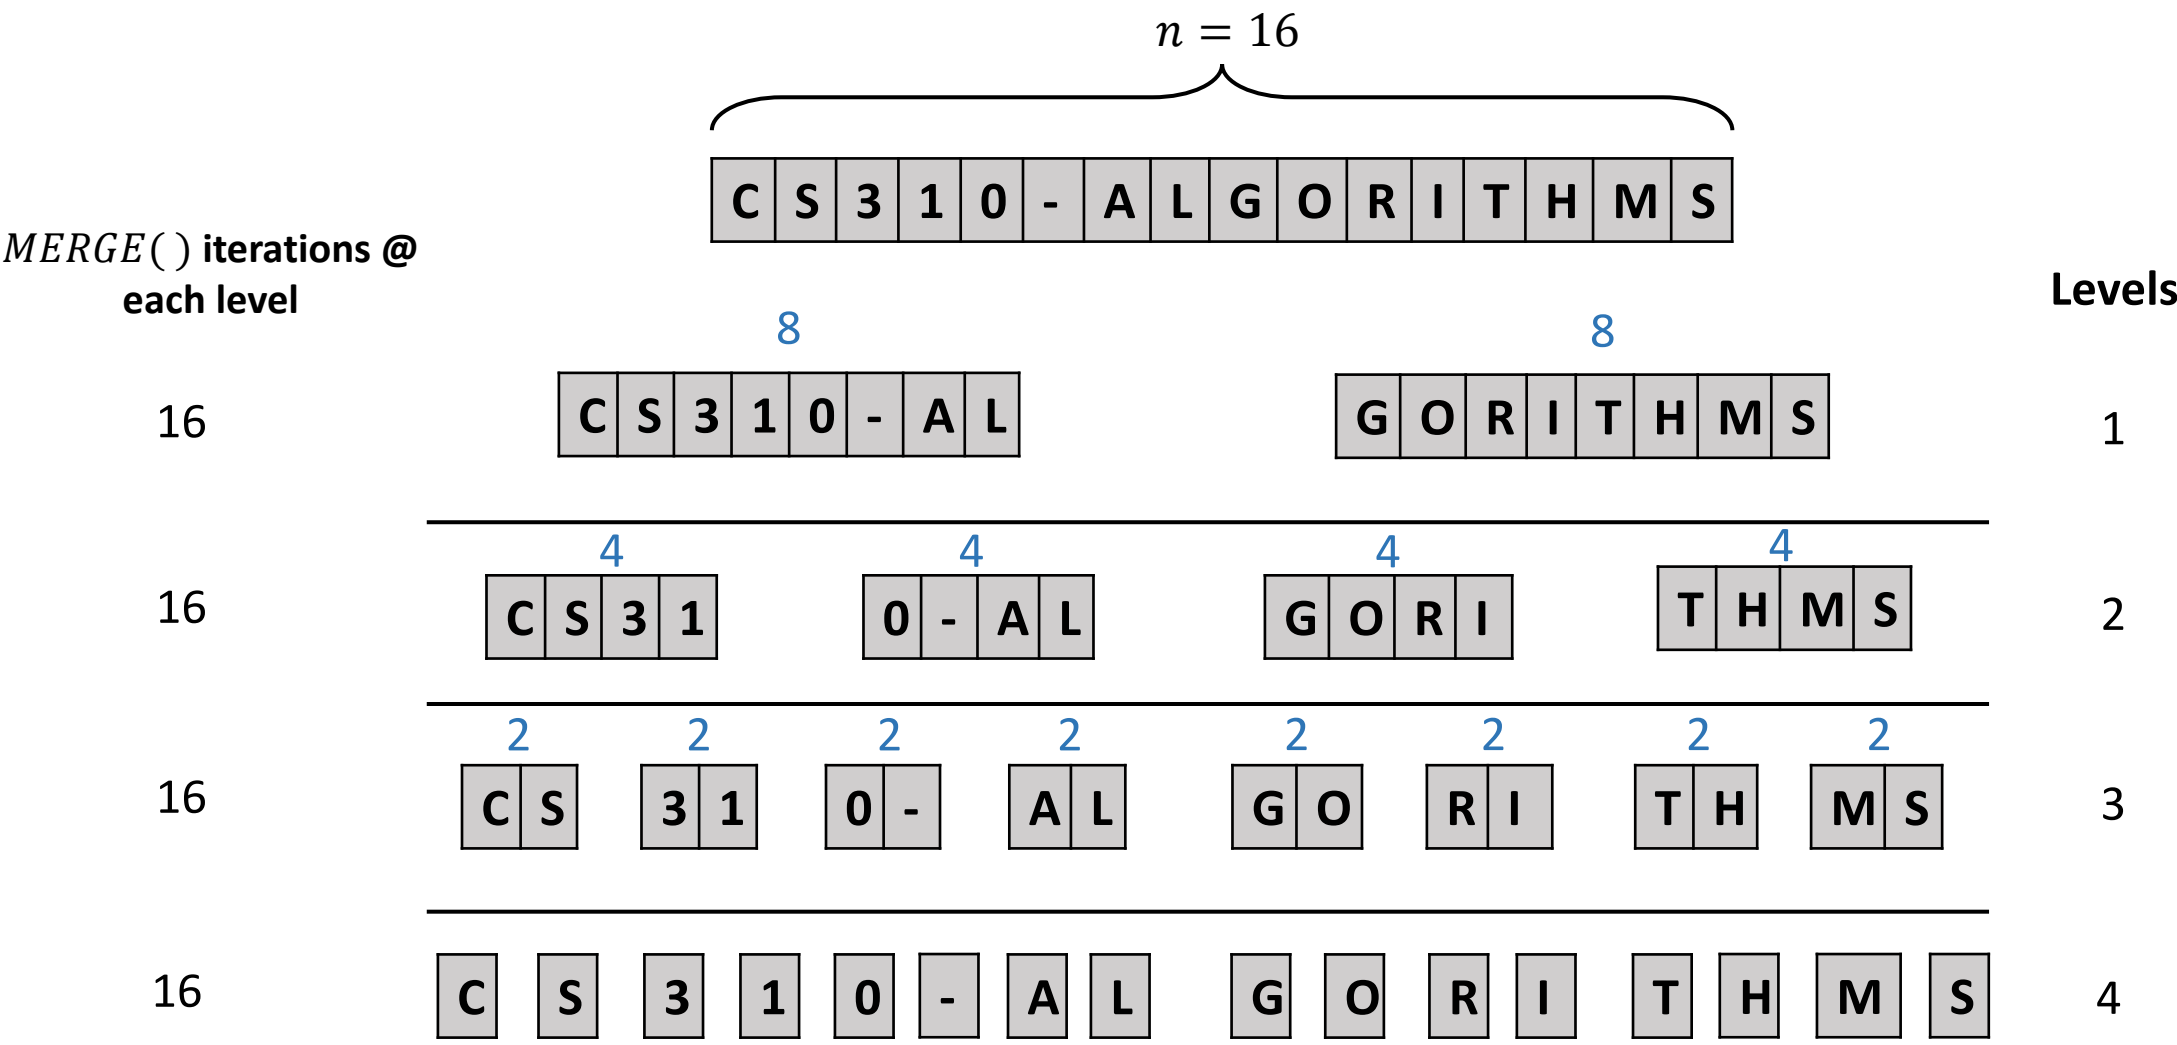 n = 16
C S 3 1 0 - A L G O R I T H M S
MERGE( ) iterations @
each level
Levels
8 8
16 C S 3 1 0 - A L G O R I T H M S 1
4 4 4 4
16 C S 3 1 0 - A L G O R I T H M S 2
2 2 2 2 2 2 2 2
16 C S 3 1 0 - A L G O R I T H M S 3
16 C S 3 1 0 - A L G O R I T H M S 4